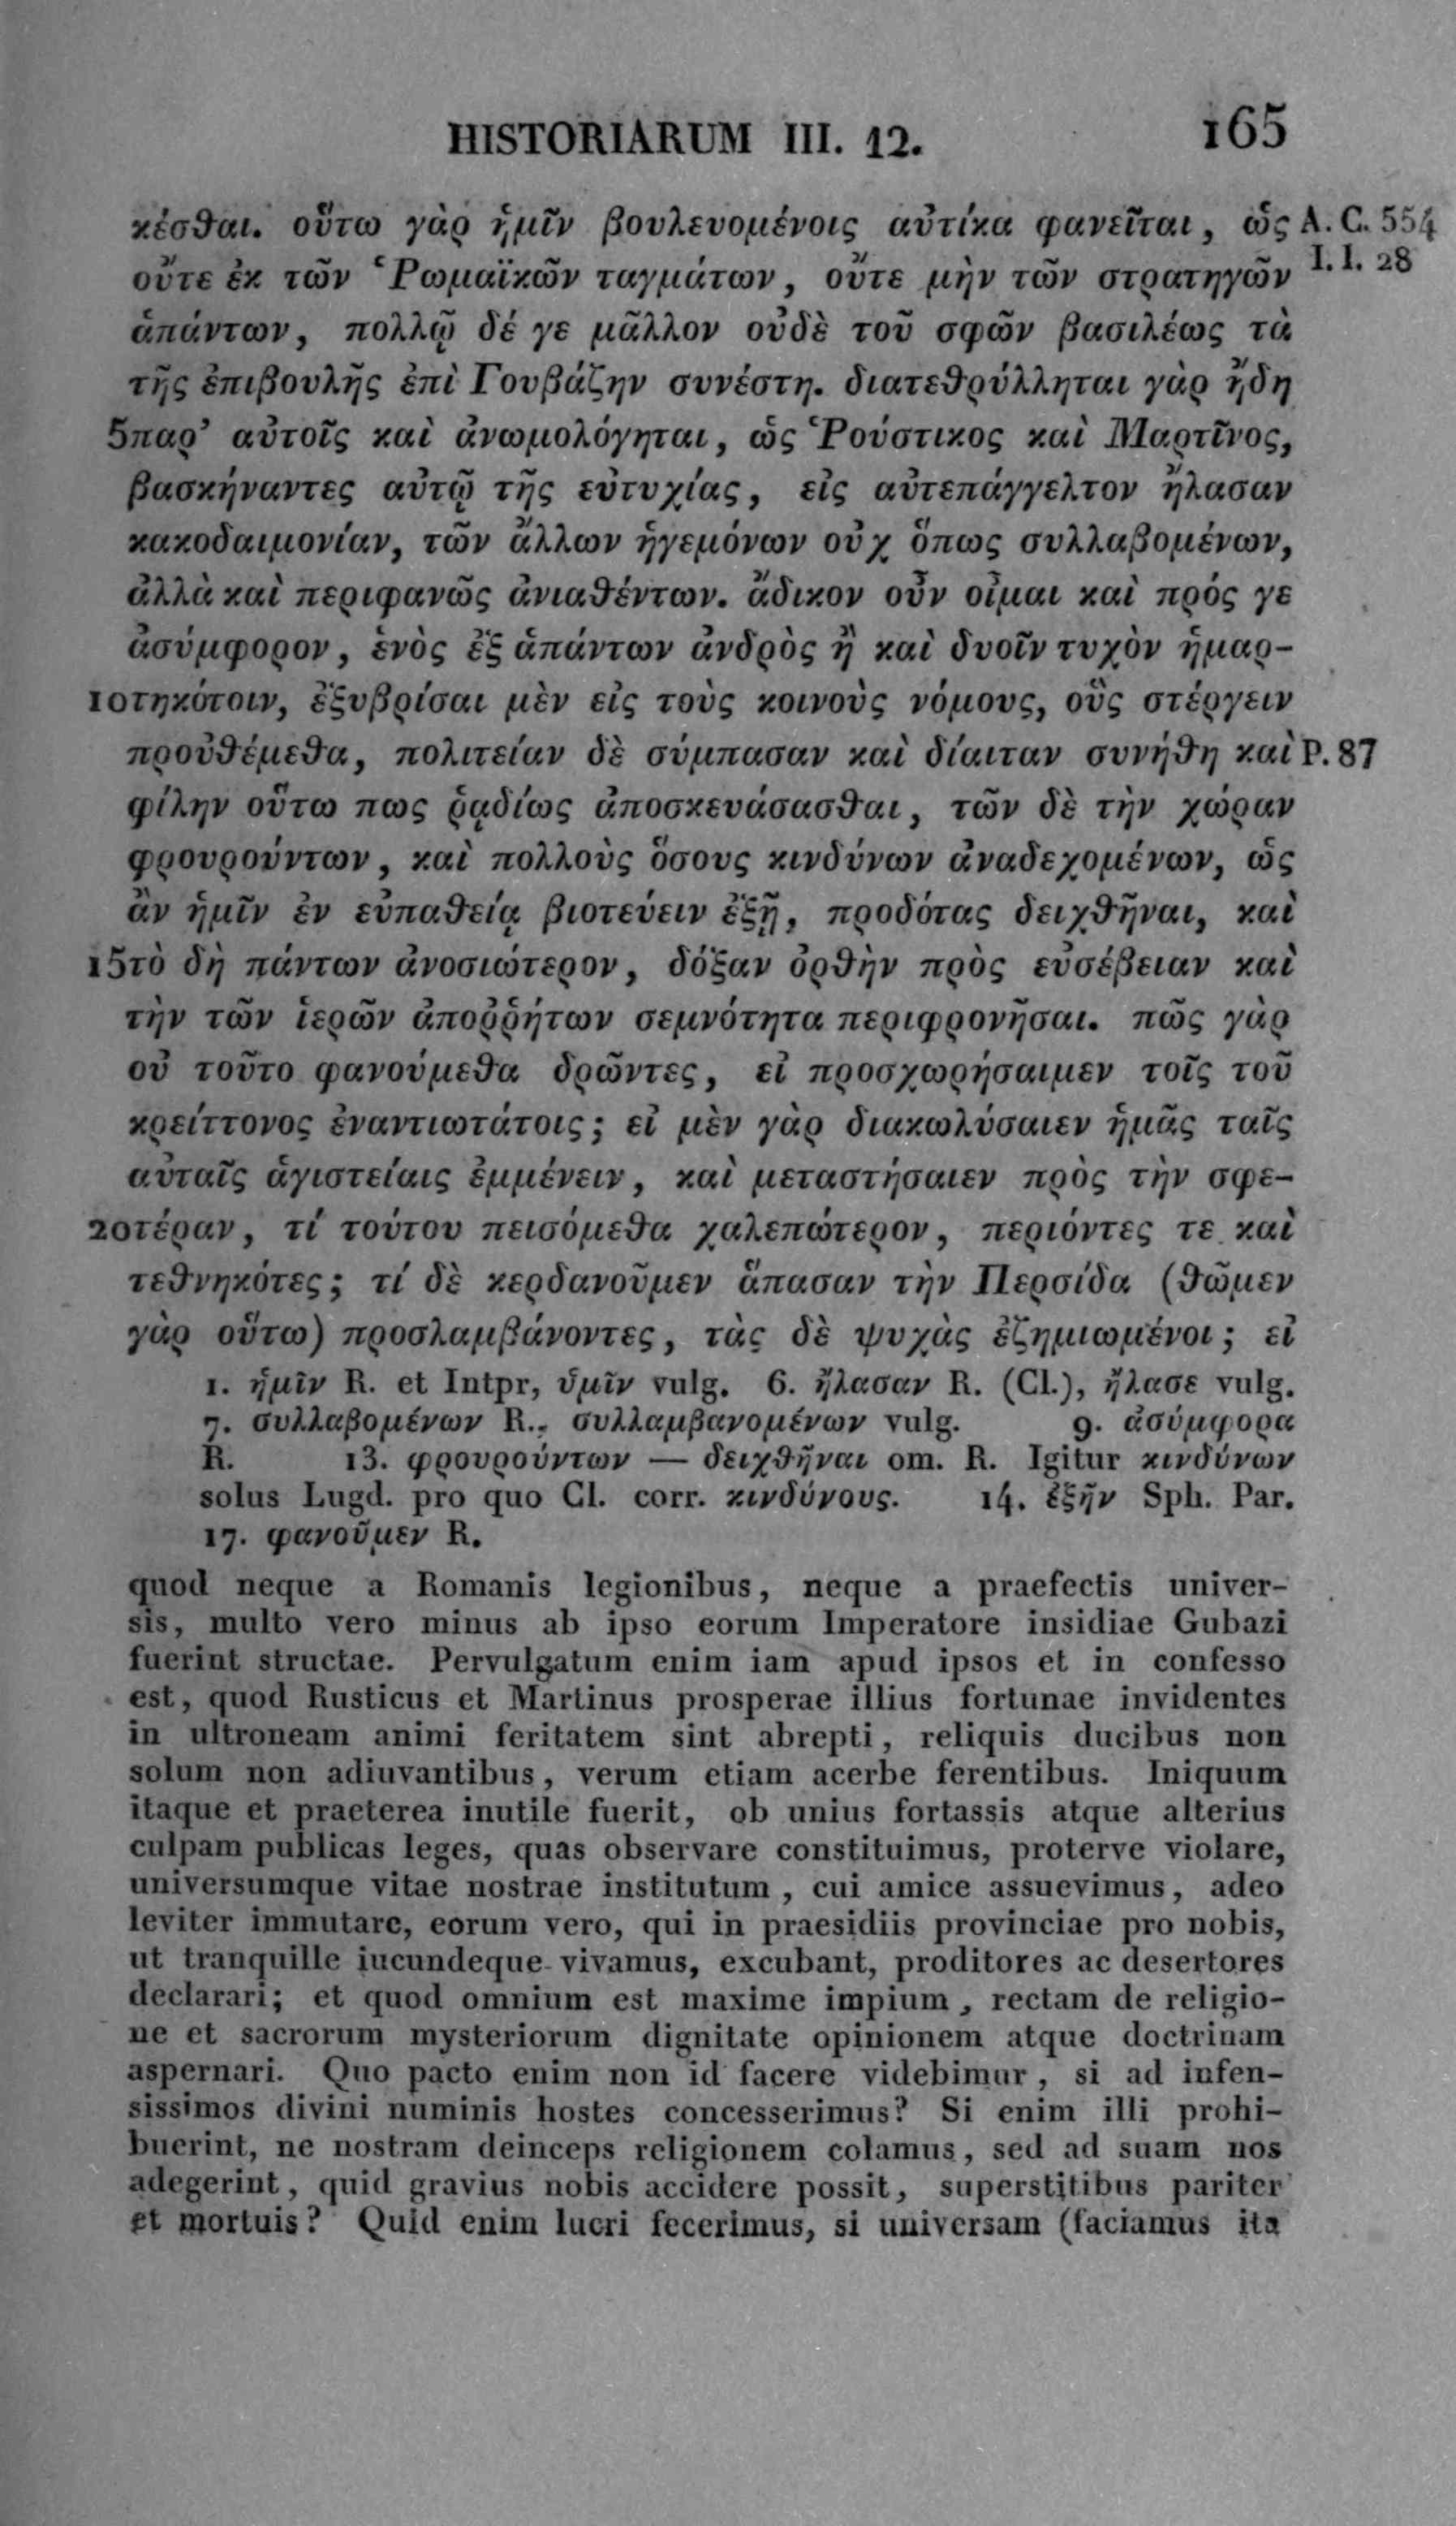 HISTORIARUM III. 12. 165
κέσθαι. οὕτω γὰρ ἡμῖν βουλευομένοις αὐτίκα φανεῖται, ὡς A. C. 554
οὔτε ἐκ τῶν Ῥωμαϊκῶν ταγμάτων, οὔτε μὴν τῶν στρατηγῶν I. I. 28
ἁπάντων, πολλῷ δέ γε μᾶλλον οὐδὲ τοῦ σφῶν βασιλέως τὰ
τῆς ἐπιβουλῆς ἐπὶ Γουβάζην συνέστη. διατεθρύλληται γὰρ ἤδη
5 παρ’ αὐτοῖς καὶ ἀνωμολόγηται, ὡς Ῥούστικος καὶ Μαρτῖνος,
βασκήναντες αὐτῷ τῆς εὐτυχίας, εἰς αὐτεπάγγελτον ἤλασαν
κακοδαιμονίαν, τῶν ἄλλων ἡγεμόνων οὐχ ὅπως συλλαβομένων,
ἀλλὰ καὶ περιφανῶς ἀνιαθέντων. ἄδικον οὖν οἶμαι καὶ πρός γε
ἀσύμφορον, ἑνὸς ἐξ ἁπάντων ἀνδρὸς ἢ καὶ δυοῖν τυχὸν ἡμαρ-
10 τηκότοιν, ἐξυβρίσαι μὲν εἰς τοὺς κοινοὺς νόμους, οὓς στέργειν
προὐθέμεθα, πολιτείαν δὲ σύμπασαν καὶ δίαιταν συνήθη καὶ P. 87
φίλην οὕτω πως ῥᾳδίως ἀποσκευάσασθαι, τῶν δὲ τὴν χώραν
φρουρούντων, καὶ πολλοὺς ὅσους κινδύνων ἀναδεχομένων, ὡς
ἂν ἡμῖν ἐν εὐπαθείᾳ βιοτεύειν ἐξῇ, προδότας δειχθῆναι, καὶ
15 τὸ δὴ πάντων ἀνοσιώτερον, δόξαν ὀρθὴν πρὸς εὐσέβειαν καὶ
τὴν τῶν ἱερῶν ἀποῤῥήτων σεμνότητα περιφρονῆσαι. πῶς γὰρ
οὐ τοῦτο φανούμεθα δρῶντες, εἰ προσχωρήσαιμεν τοῖς τοῦ
κρείττονος ἐναντιωτάτοις; εἰ μὲν γὰρ διακωλύσαιεν ἡμᾶς ταῖς
αὐταῖς ἁγιστείαις ἐμμένειν, καὶ μεταστήσαιεν πρὸς τὴν σφε-
20 τέραν, τί τούτου πεισόμεθα χαλεπώτερον, περιόντες τε καὶ
τεθνηκότες; τί δὲ κερδανοῦμεν ἅπασαν τὴν Περσίδα (θῶμεν
γὰρ οὕτω) προσλαμβάνοντες, τὰς δὲ ψυχὰς ἐζημιωμένοι; εἰ
1. ἡμῖν R. et Intpr, ὑμῖν vulg. 6. ἤλασαν R. (Cl.), ἤλασε vulg.
7. συλλαβομένων R., συλλαμβανομένων vulg. 9. ἀσύμφορα
R. 13. φρουρούντων — δειχθῆναι om. R. Igitur κινδύνων
solus Lugd. pro quo Cl. corr. κινδύνους. 14. ἐξῆν Sph. Par.
17. φανοῦμεν R.
quod neque a Romanis legionibus, neque a praefectis univer-
sis, multo vero minus ab ipso eorum Imperatore insidiae Gubazi
fuerint structae. Pervulgatum enim iam apud ipsos et in confesso
est, quod Rusticus et Martinus prosperae illius fortunae invidentes
in ultroneam animi feritatem sint abrepti, reliquis ducibus non
solum non adiuvantibus, verum etiam acerbe ferentibus. Iniquum
itaque et praeterea inutile fuerit, ob unius fortassis atque alterius
culpam publicas leges, quas observare constituimus, proterve violare,
universumque vitae nostrae institutum, cui amice assuevimus, adeo
leviter immutare, eorum vero, qui in praesidiis provinciae pro nobis,
ut tranquille iucundeque vivamus, excubant, proditores ac desertores
declarari; et quod omnium est maxime impium, rectam de religio-
ne et sacrorum mysteriorum dignitate opinionem atque doctrinam
aspernari. Quo pacto enim non id facere videbimur, si ad infen-
sissimos divini numinis hostes concesserimus? Si enim illi prohi-
buerint, ne nostram deinceps religionem colamus, sed ad suam nos
adegerint, quid gravius nobis accidere possit, superstitibus pariter
et mortuis? Quid enim lucri fecerimus, si universam (faciamus ita